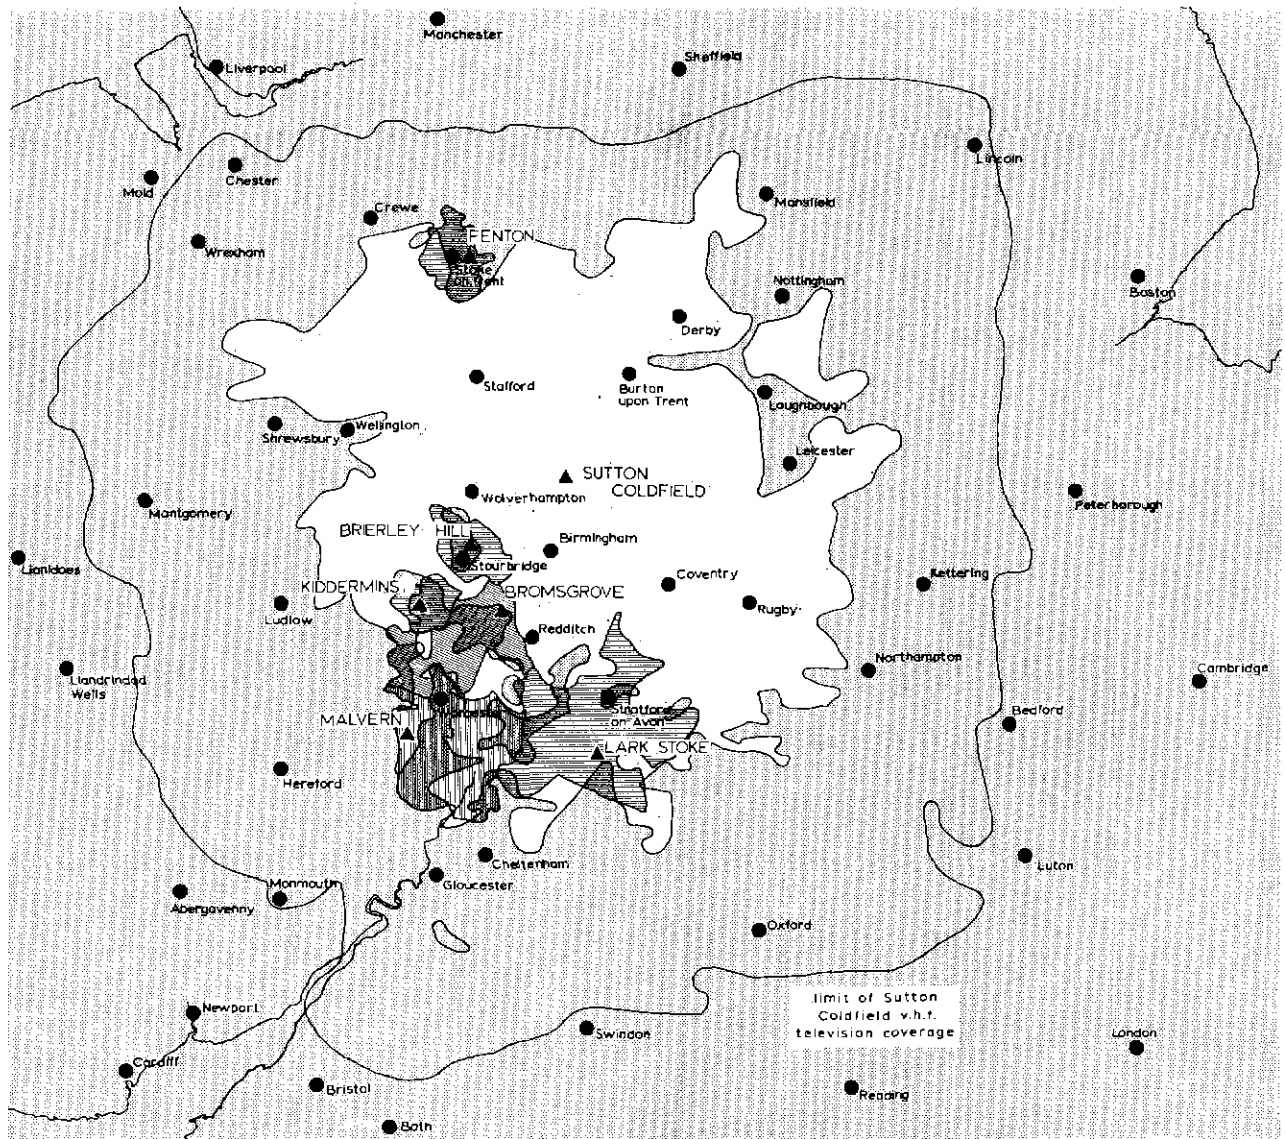 Manchester
Sheffield
Liverpool
Lincoln
Mold
Chester
Mansfield
Crewe
FENTON
Wrexham
Stoke
on Trent
Nottingham
Boston
Derby
Stafford
Burton
upon Trent
Loughbough
Shrewsbury
Wellington
Leicester
SUTTON
COLDFIELD
Wolverhampton
Peterborough
Montgomery
BRIERLEY HILL
Birmingham
Llanidloes
Stourbridge
Coventry
Kettering
KIDDERMINS
BROMSGROVE
Ludlow
Rugby
Redditch
Llandrindod
Wells
Northampton
Cambridge
Stratford
on Avon
Bedford
MALVERN
LARK STOKE
Hereford
Cheltenham
Luton
Gloucester
Monmouth
Abergavenny
Oxford
limit of Sutton
Coldfield v.h.f.
television coverage
Newport
Swindon
London
Cardiff
Bristol
Reading
Bath